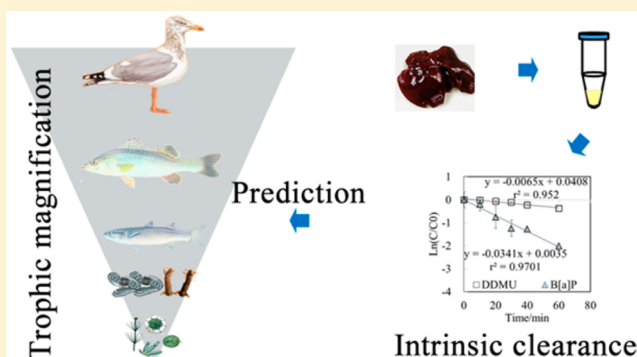 Trophic magnification
Prediction
Ln(C/C0)
1
0
-1
-2
-3
-4
y = -0.0065x + 0.0408
r² = 0.952
y = -0.0341x + 0.0035
r² = 0.9701
DDMU
B[a]P
0 20 40 60 80
Time/min
Intrinsic clearance